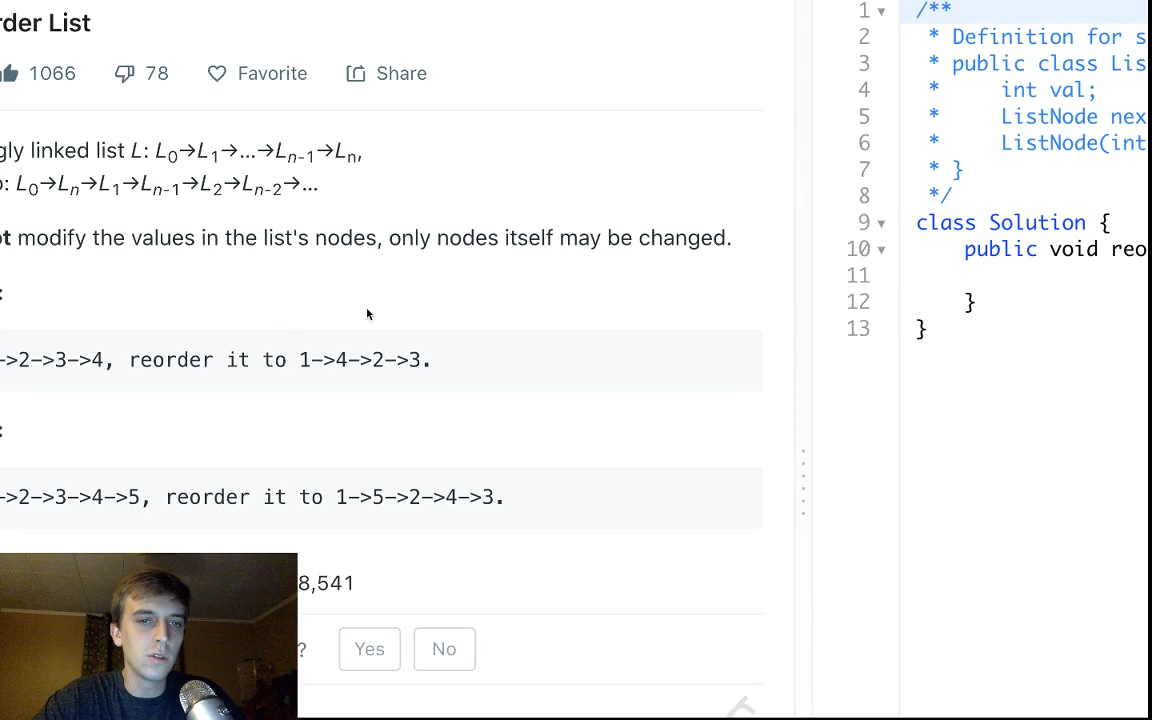 rder List
1066 78 Favorite Share
gly linked list L: L0→L1→…→Ln-1→Ln,
: L0→Ln→L1→Ln-1→L2→Ln-2→…
t modify the values in the list's nodes, only nodes itself may be changed.
:
->2->3->4, reorder it to 1->4->2->3.
:
->2->3->4->5, reorder it to 1->5->2->4->3.
8,541
? Yes No
1 /**
2 * Definition for s
3 * public class Lis
4 * int val;
5 * ListNode nex
6 * ListNode(int
7 * }
8 */
9 class Solution {
10 public void reo
11
12 }
13 }